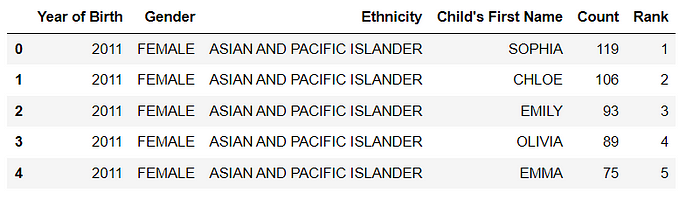 Year of Birth Gender Ethnicity Child's First Name Count Rank
0 2011 FEMALE ASIAN AND PACIFIC ISLANDER SOPHIA 119 1
1 2011 FEMALE ASIAN AND PACIFIC ISLANDER CHLOE 106 2
2 2011 FEMALE ASIAN AND PACIFIC ISLANDER EMILY 93 3
3 2011 FEMALE ASIAN AND PACIFIC ISLANDER OLIVIA 89 4
4 2011 FEMALE ASIAN AND PACIFIC ISLANDER EMMA 75 5